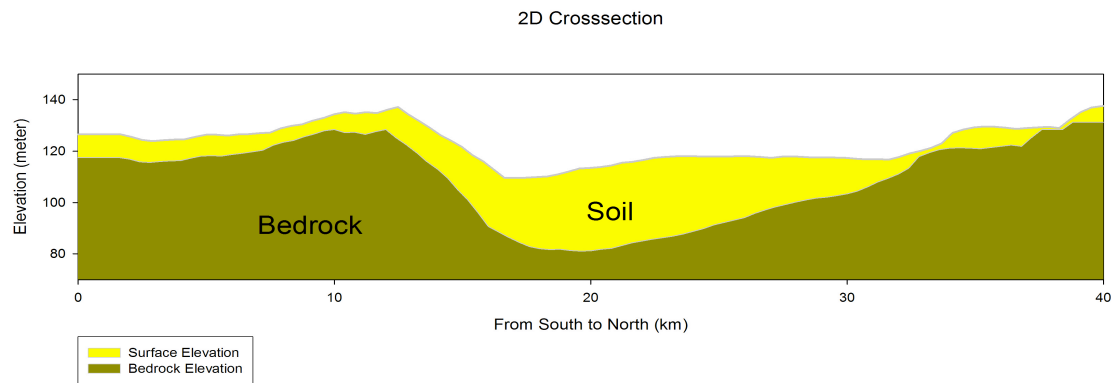 2D Crosssection
Elevation (meter)
140
120
100
80
Bedrock
Soil
0 10 20 30 40
From South to North (km)
Surface Elevation
Bedrock Elevation